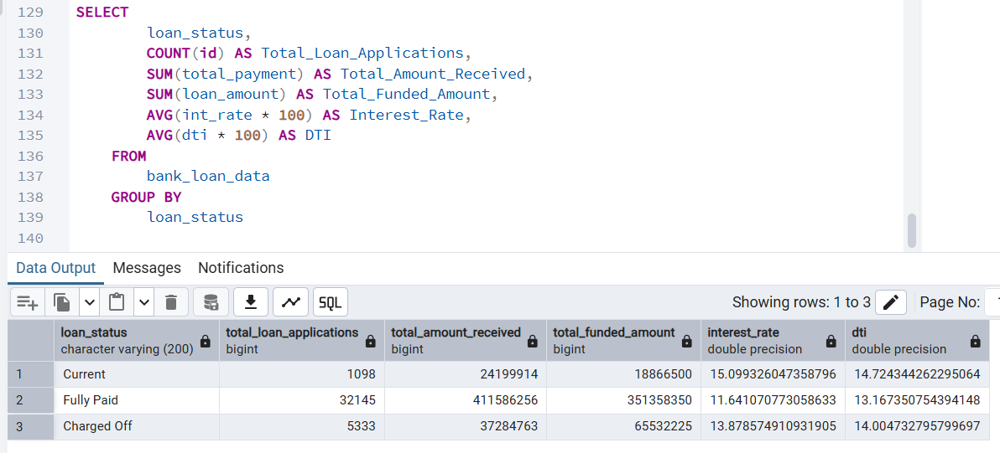 129 SELECT
130 loan_status,
131 COUNT(id) AS Total_Loan_Applications,
132 SUM(total_payment) AS Total_Amount_Received,
133 SUM(loan_amount) AS Total_Funded_Amount,
134 AVG(int_rate * 100) AS Interest_Rate,
135 AVG(dti * 100) AS DTI
136 FROM
137 bank_loan_data
138 GROUP BY
139 loan_status
140
Data Output Messages Notifications
SQL Showing rows: 1 to 3 Page No: 1
loan_status total_loan_applications total_amount_received total_funded_amount interest_rate dti
character varying (200) bigint bigint bigint double precision double precision
1 Current 1098 24199914 18866500 15.099326047358796 14.724344262295064
2 Fully Paid 32145 411586256 351358350 11.641070773058633 13.167350754394148
3 Charged Off 5333 37284763 65532225 13.878574910931905 14.004732795799697